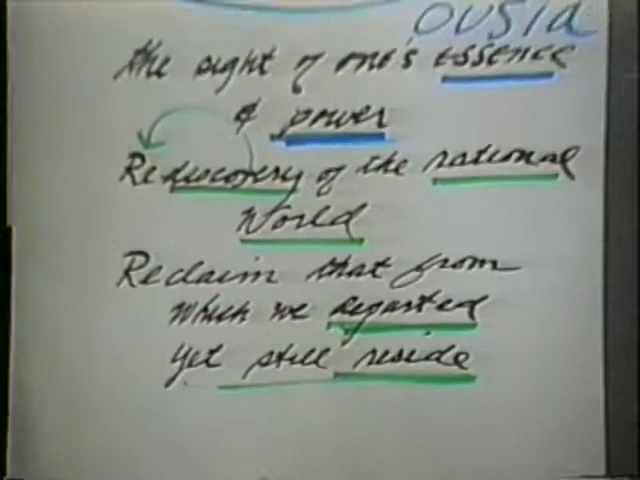 ousia
the sight of one's essence
& power
Rediscovery of the rational
World
Reclaim that from
which we departed
yet still reside